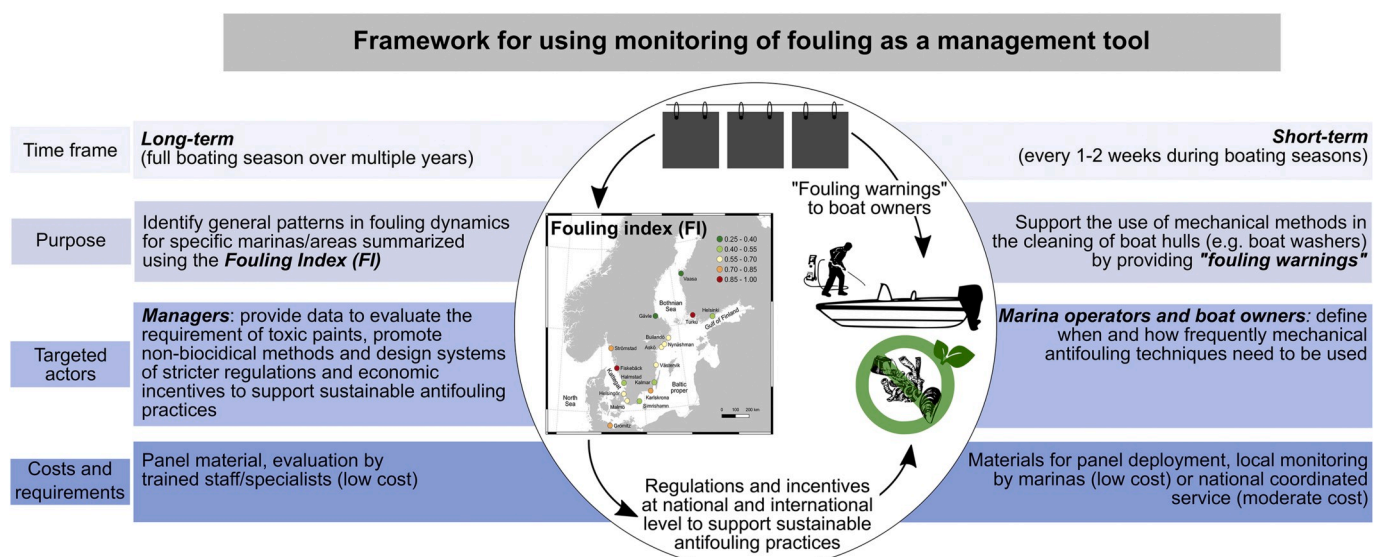 Framework for using monitoring of fouling as a management tool
Time frame
Long-term
(full boating season over multiple years)
Short-term
(every 1-2 weeks during boating seasons)
Purpose
Identify general patterns in fouling dynamics
for specific marinas/areas summarized
using the Fouling Index (FI)
Support the use of mechanical methods in
the cleaning of boat hulls (e.g. boat washers)
by providing "fouling warnings"
Targeted
actors
Managers: provide data to evaluate the
requirement of toxic paints, promote
non-biocidical methods and design systems
of stricter regulations and economic
incentives to support sustainable antifouling
practices
Marina operators and boat owners: define
when and how frequently mechanical
antifouling techniques need to be used
Costs and
requirements
Panel material, evaluation by
trained staff/specialists (low cost)
Materials for panel deployment, local monitoring
by marinas (low cost) or national coordinated
service (moderate cost)
"Fouling warnings"
to boat owners
Fouling index (FI)
0.25 - 0.40
0.40 - 0.55
0.55 - 0.70
0.70 - 0.85
0.85 - 1.00
Vaasa
Bothnian
Sea
Gävle
Turku
Helsinki
Gulf of Finland
Bullandö
Nynäshamn
Askö
Strömstad
Fiskebäck
Västervik
Kattegat
Halmstad
Kalmar
Baltic
proper
Helsingör
Karlskrona
North
Sea
Malmö
Simrishamn
Grömitz
0 100 200 km
Regulations and incentives
at national and international
level to support sustainable
antifouling practices